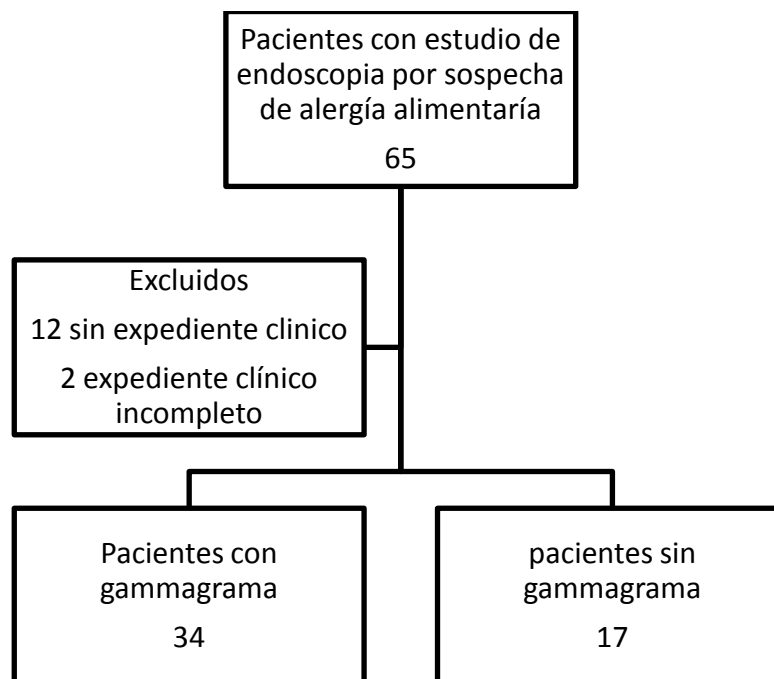 Pacientes con estudio de
endoscopia por sospecha
de alergía alimentaría
65
Excluidos
12 sin expediente clinico
2 expediente clínico
incompleto
Pacientes con
gammagrama
34
pacientes sin
gammagrama
17